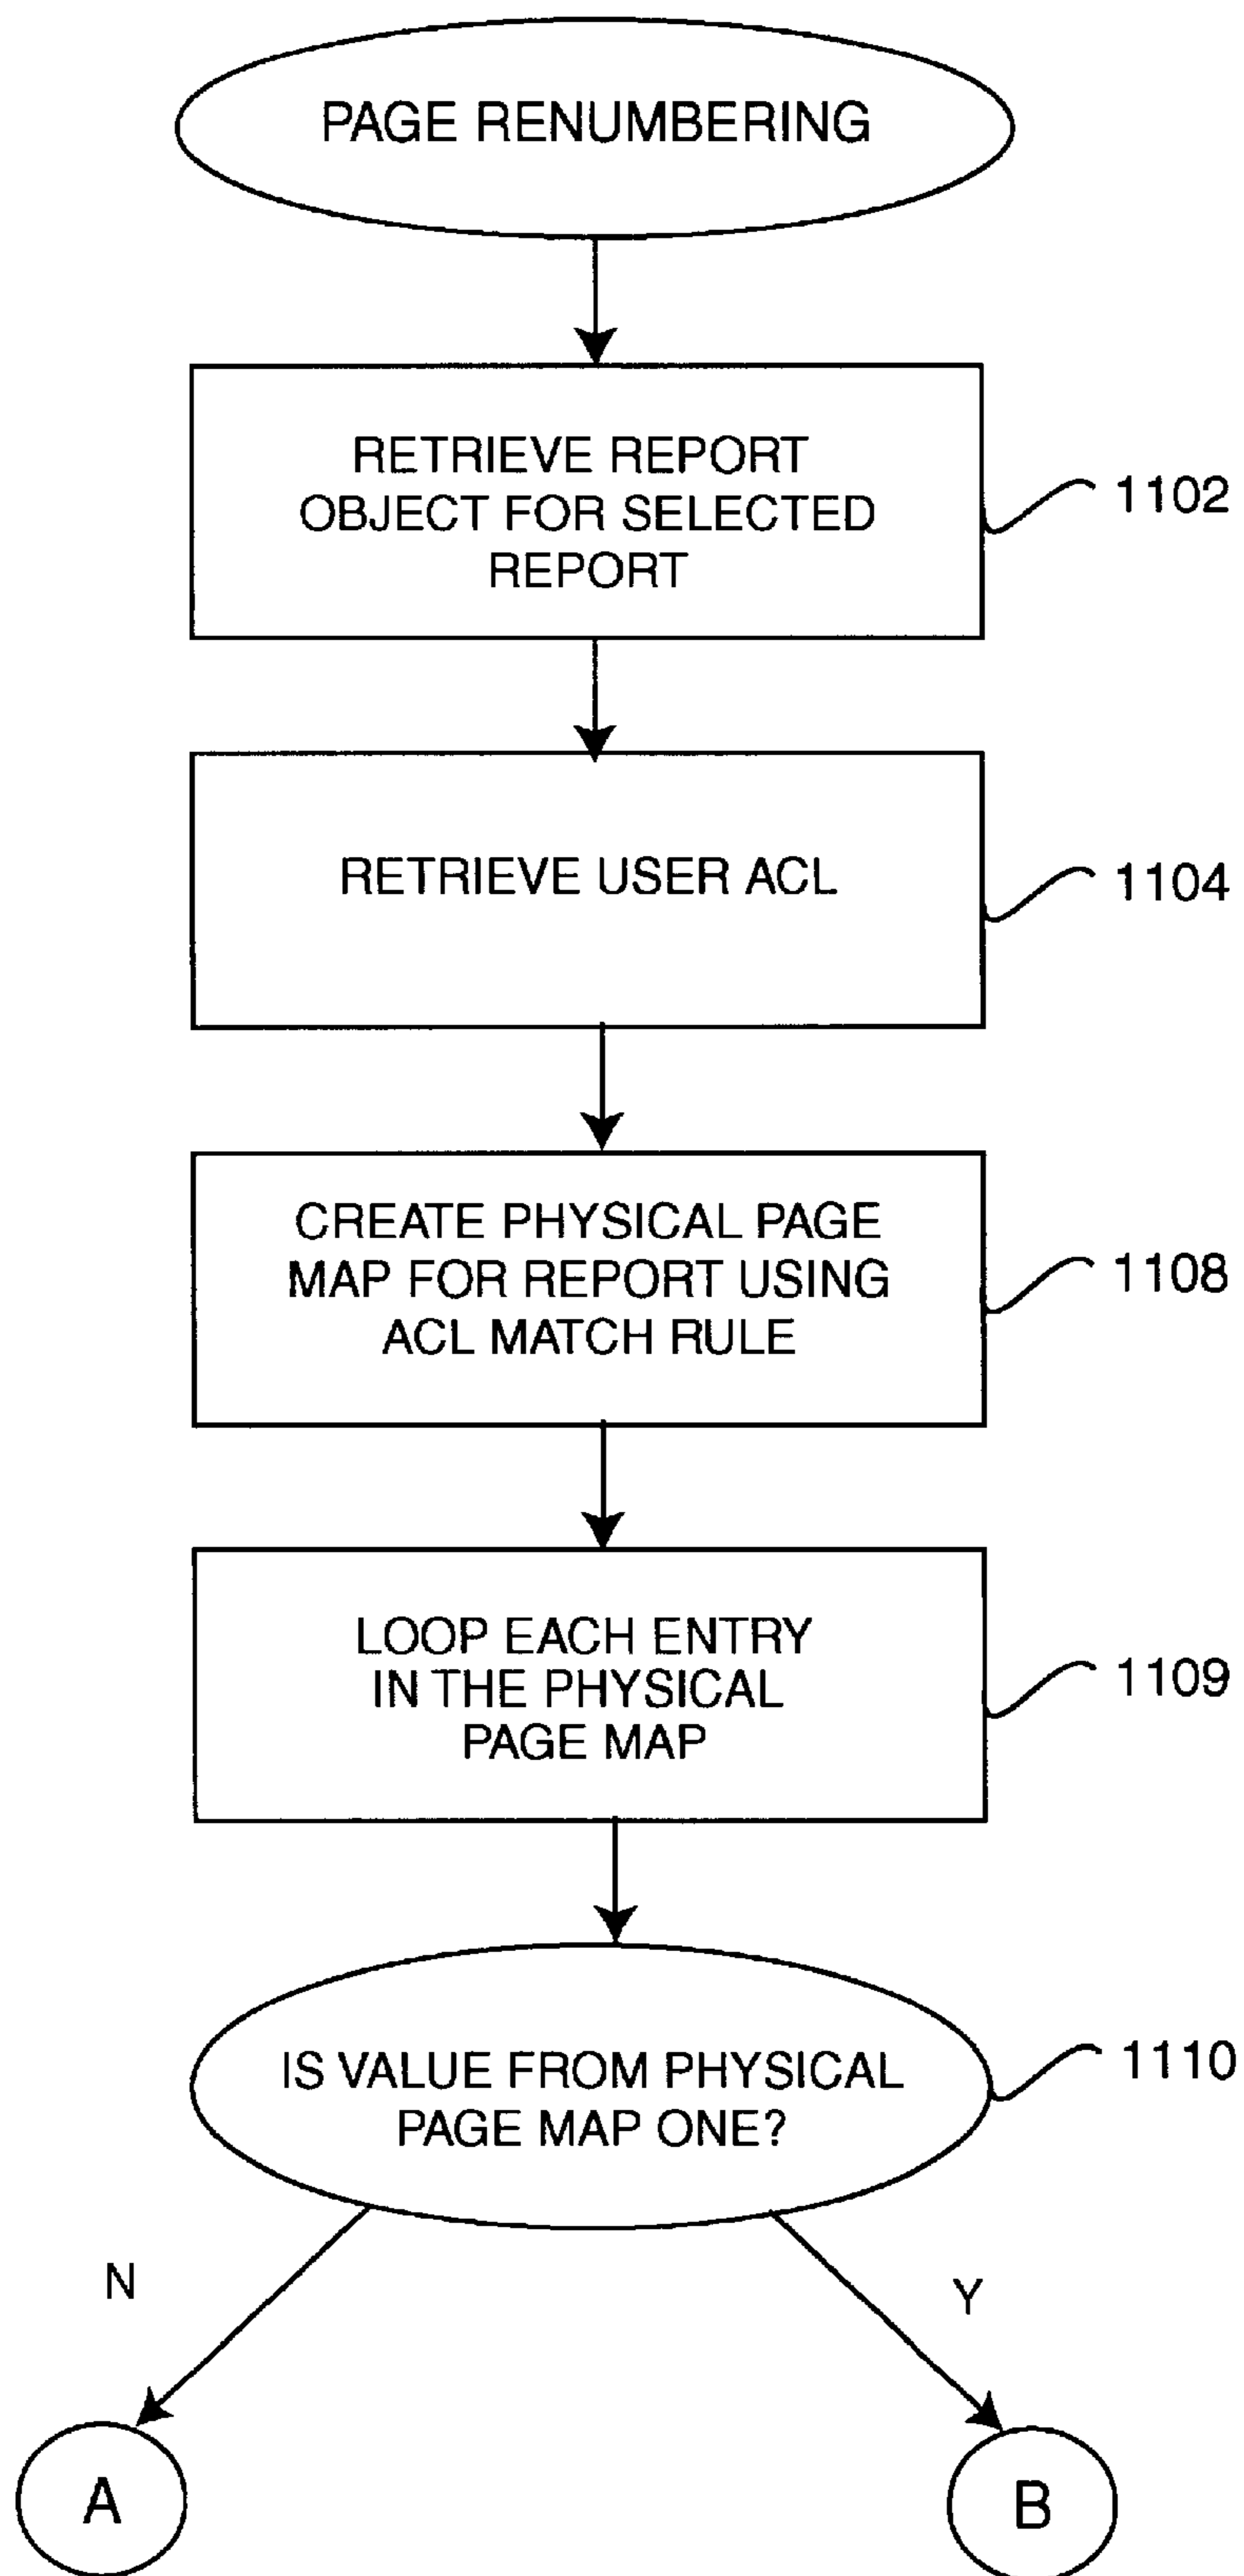 PAGE RENUMBERING
RETRIEVE REPORT
OBJECT FOR SELECTED
REPORT
1102
RETRIEVE USER ACL
1104
CREATE PHYSICAL PAGE
MAP FOR REPORT USING
ACL MATCH RULE
1108
LOOP EACH ENTRY
IN THE PHYSICAL
PAGE MAP
1109
IS VALUE FROM PHYSICAL
PAGE MAP ONE?
1110
N
Y
A
B